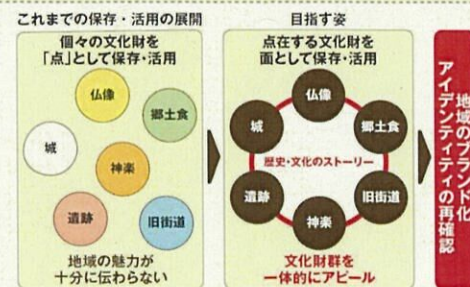 これまでの保存・活用の展開
個々の文化財を
「点」として保存・活用
仏像
郷土食
城
神楽
遺跡
旧街道
地域の魅力が
十分に伝わらない
目指す姿
点在する文化財を
面として保存・活用
仏像
城
郷土食
歴史・文化のストーリー
遺跡
旧街道
神楽
文化財群を
一体的にアピール
地域のブランド化
アイデンティティの再確認